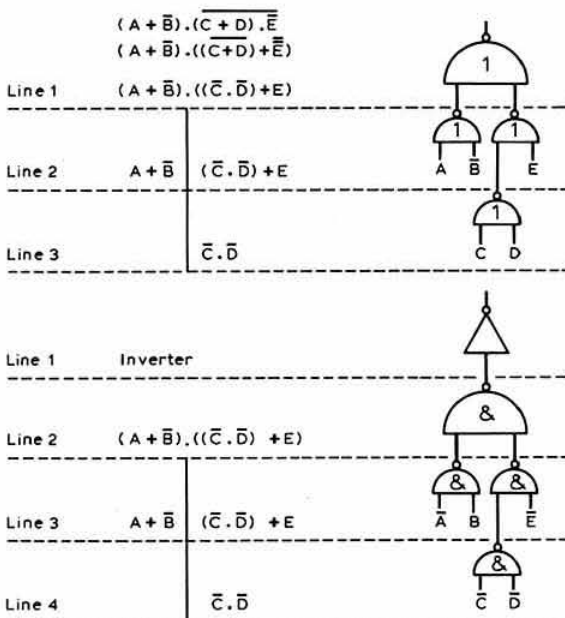 (A + B̄).(C̅ ̅+̅ ̅D̅)̅ ̅.̅E̿
(A + B̄).((C̅+̅D̅)+E̿)
Line 1 (A + B̄).((C̄.D̄)+E)
1
1 1
Line 2 A + B̄ (C̄.D̄)+E
A B̄ E
1
Line 3 C̄.D̄
C D
Line 1 Inverter
&
Line 2 (A + B̄).((C̄.D̄) +E)
& &
Line 3 A + B̄ (C̄.D̄) +E
Ā B Ē
&
Line 4 C̄.D̄
C̄ D̄